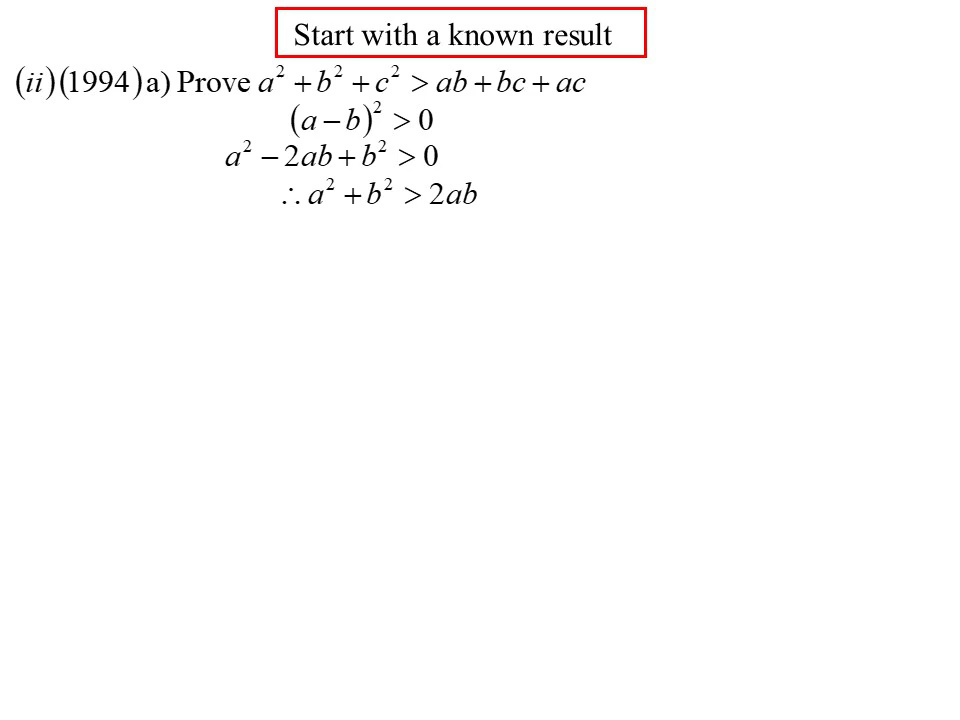 Start with a known result
(ii)(1994) a) Prove a² + b² + c² > ab + bc + ac
(a − b)² > 0
a² − 2ab + b² > 0
∴ a² + b² > 2ab